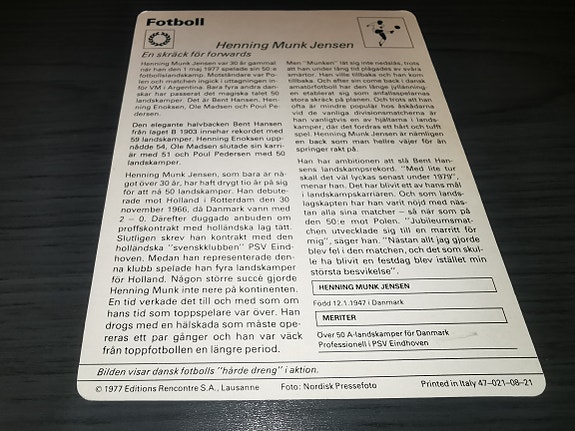 Fotboll
Henning Munk Jensen
En skräck för forwards
Henning Munk Jensen var 30 år gammal
när han den 1 maj 1977 spelade sin 50:e
fotbollslandskamp. Motståndare var Po-
len och matchen ingick i uttagningen in-
för VM i Argentina. Bara fyra andra dan-
skar har passerat det magiska talet 50
landskamper. Det är Bent Hansen, Hen-
ning Enoksen, Ole Madsen och Poul Pe-
dersen.
Den elegante halvbacken Bent Hansen
från laget B 1903 innehar rekordet med
59 landskamper. Henning Enoksen upp-
nådde 54, Ole Madsen slutade sin karri-
är med 51 och Poul Pedersen med 50
landskamper.
Henning Munk Jensen, som bara är nå-
got över 30 år, har haft drygt tio år på sig
för att nå 50 landskamper. Han debute-
rade mot Holland i Rotterdam den 30
november 1966, då Danmark vann med
2 – 0. Därefter duggade anbuden om
proffskontrakt med holländska lag tätt.
Slutligen skrev han kontrakt med den
holländska "svenskklubben" PSV Eind-
hoven. Medan han representerade den-
na klubb spelade han fyra landskamper
för Holland. Någon större succé gjorde
Henning Munk inte nere på kontinenten.
En tid verkade det till och med som om
hans tid som toppspelare var över. Han
drogs med en hälskada som måste ope-
reras ett par gånger och han var väck
från toppfotbollen en längre period.
Men "Munken" lät sig inte nedslås, trots
att han under lång tid plågades av svåra
smärtor. Han ville tillbaka och han kom
tillbaka. Och efter sin come back i dansk
amatörfotboll har den långe jyllänning-
en etablerat sig som anfallsspelarnas
stora skräck på planen. Och trots att han
ofta är mindre populär hos åskådarna
vid de vanliga divisionsmatcherna är
han vanligtvis en av hjältarna i lands-
kamper, där det fordras ett hårt och tufft
spel. Henning Munk Jensen är nämligen
en back som man hellre väjer för än
springer rakt på.
Han har ambitionen att slå Bent Han-
sens landskampsrekord. "Med lite tur
skall det väl lyckas senast under 1979",
menar han. Det har blivit ett av hans mål
i landskampskarriären. Och som lands-
lagskapten har han varit nöjd med näs-
tan alla sina matcher – så när som på
den 50:e mot Polen. "Jubileumsmat-
chen utvecklade sig till en marritt för
mig", säger han. "Nästan allt jag gjorde
blev fel i den matchen, och det som skul-
le ha blivit en festdag blev istället min
största besvikelse".
HENNING MUNK JENSEN
Född 12.1.1947 i Danmark
MERITER
Över 50 A-landskamper för Danmark
Professionell i PSV Eindhoven
Bilden visar dansk fotbolls "hårde dreng" i aktion.
© 1977 Editions Rencontre S.A., Lausanne Foto: Nordisk Pressefoto Printed in Italy 47–021–08–21